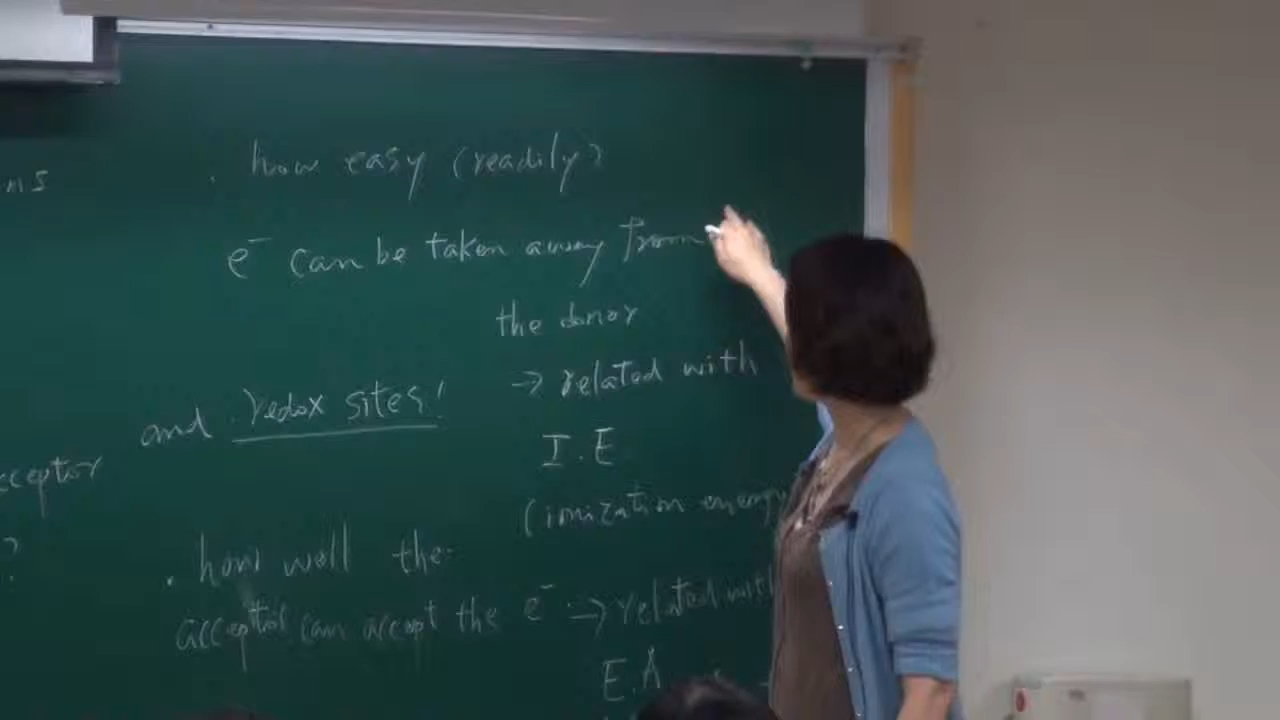 how easy (readily)
e⁻ can be taken away from
the donor
→ related with
I.E
(ionization energy
and redox sites!
. how well the
acceptor can accept the e⁻ → related with
E.A